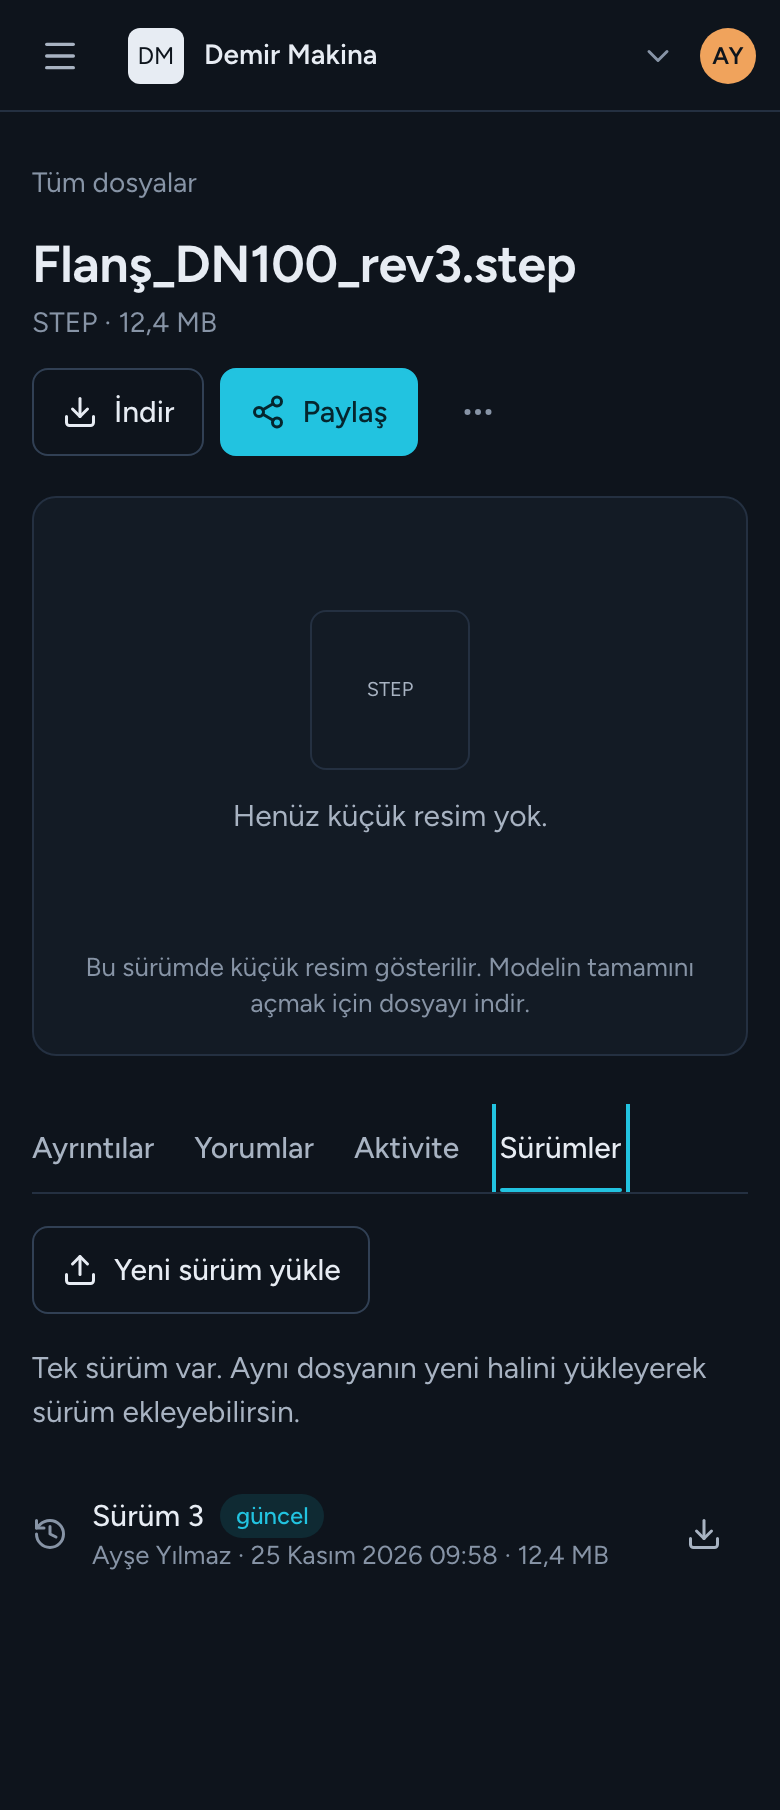 DM Demir Makina AY
Tüm dosyalar
Flanş_DN100_rev3.step
STEP · 12,4 MB
İndir Paylaş
STEP
Henüz küçük resim yok.
Bu sürümde küçük resim gösterilir. Modelin tamamını
açmak için dosyayı indir.
Ayrıntılar Yorumlar Aktivite Sürümler
Yeni sürüm yükle
Tek sürüm var. Aynı dosyanın yeni halini yükleyerek
sürüm ekleyebilirsin.
Sürüm 3 güncel
Ayşe Yılmaz · 25 Kasım 2026 09:58 · 12,4 MB